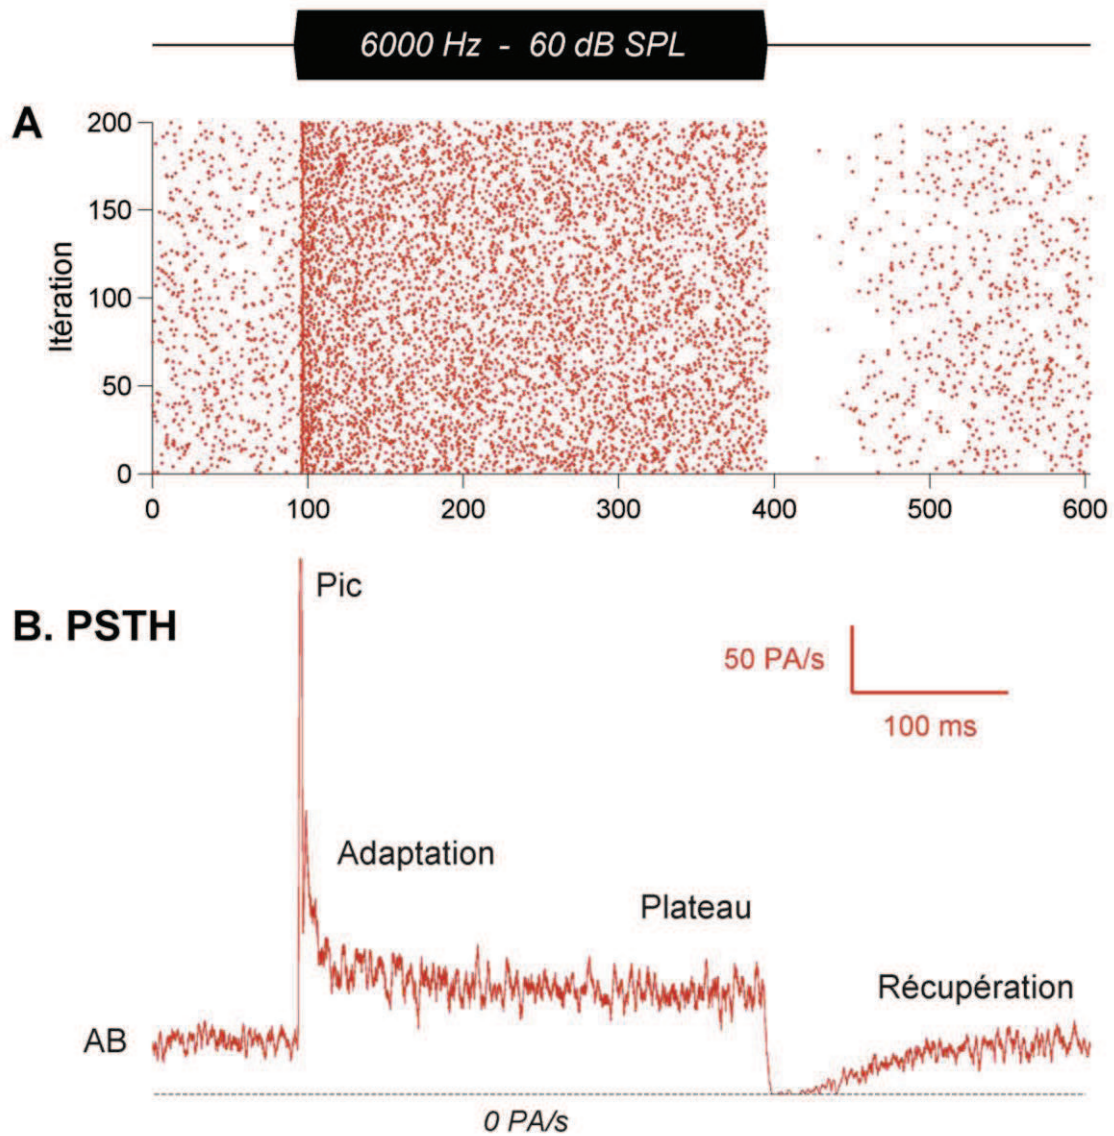 6000 Hz - 60 dB SPL
A
200
150
100
50
0
Itération
0 100 200 300 400 500 600
Pic
B. PSTH
50 PA/s
100 ms
Adaptation
Plateau
Récupération
AB
0 PA/s